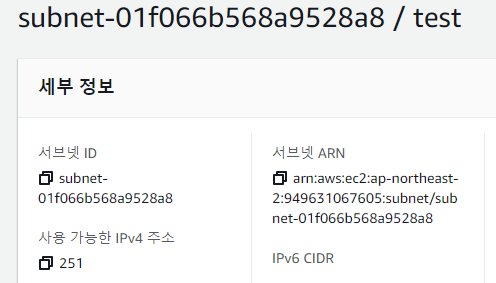 subnet-01f066b568a9528a8 / test
세부 정보
서브넷 ID
subnet-
01f066b568a9528a8
서브넷 ARN
arn:aws:ec2:ap-northeast-
2:949631067605:subnet/sub
net-01f066b568a9528a8
사용 가능한 IPv4 주소
251
IPv6 CIDR